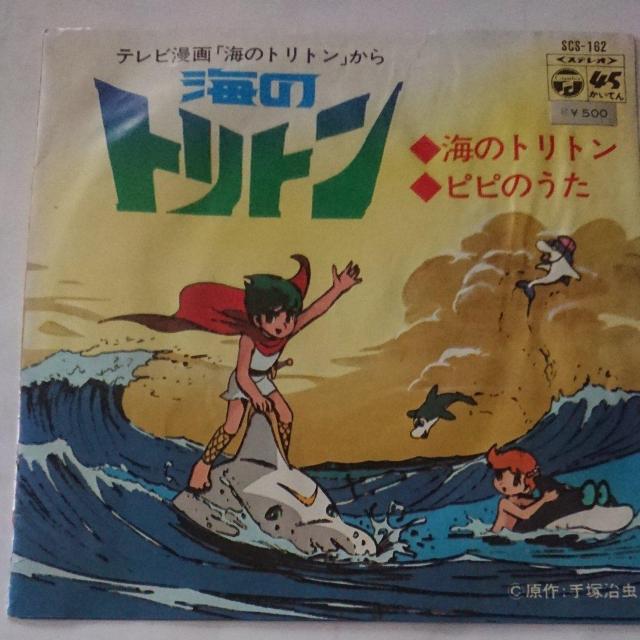 テレビ漫画「海のトリトン」から
海の
トリトン
SCS-162
<ステレオ>
45
かいてん
¥500
◆海のトリトン
◆ピピのうた
©原作:手塚治虫